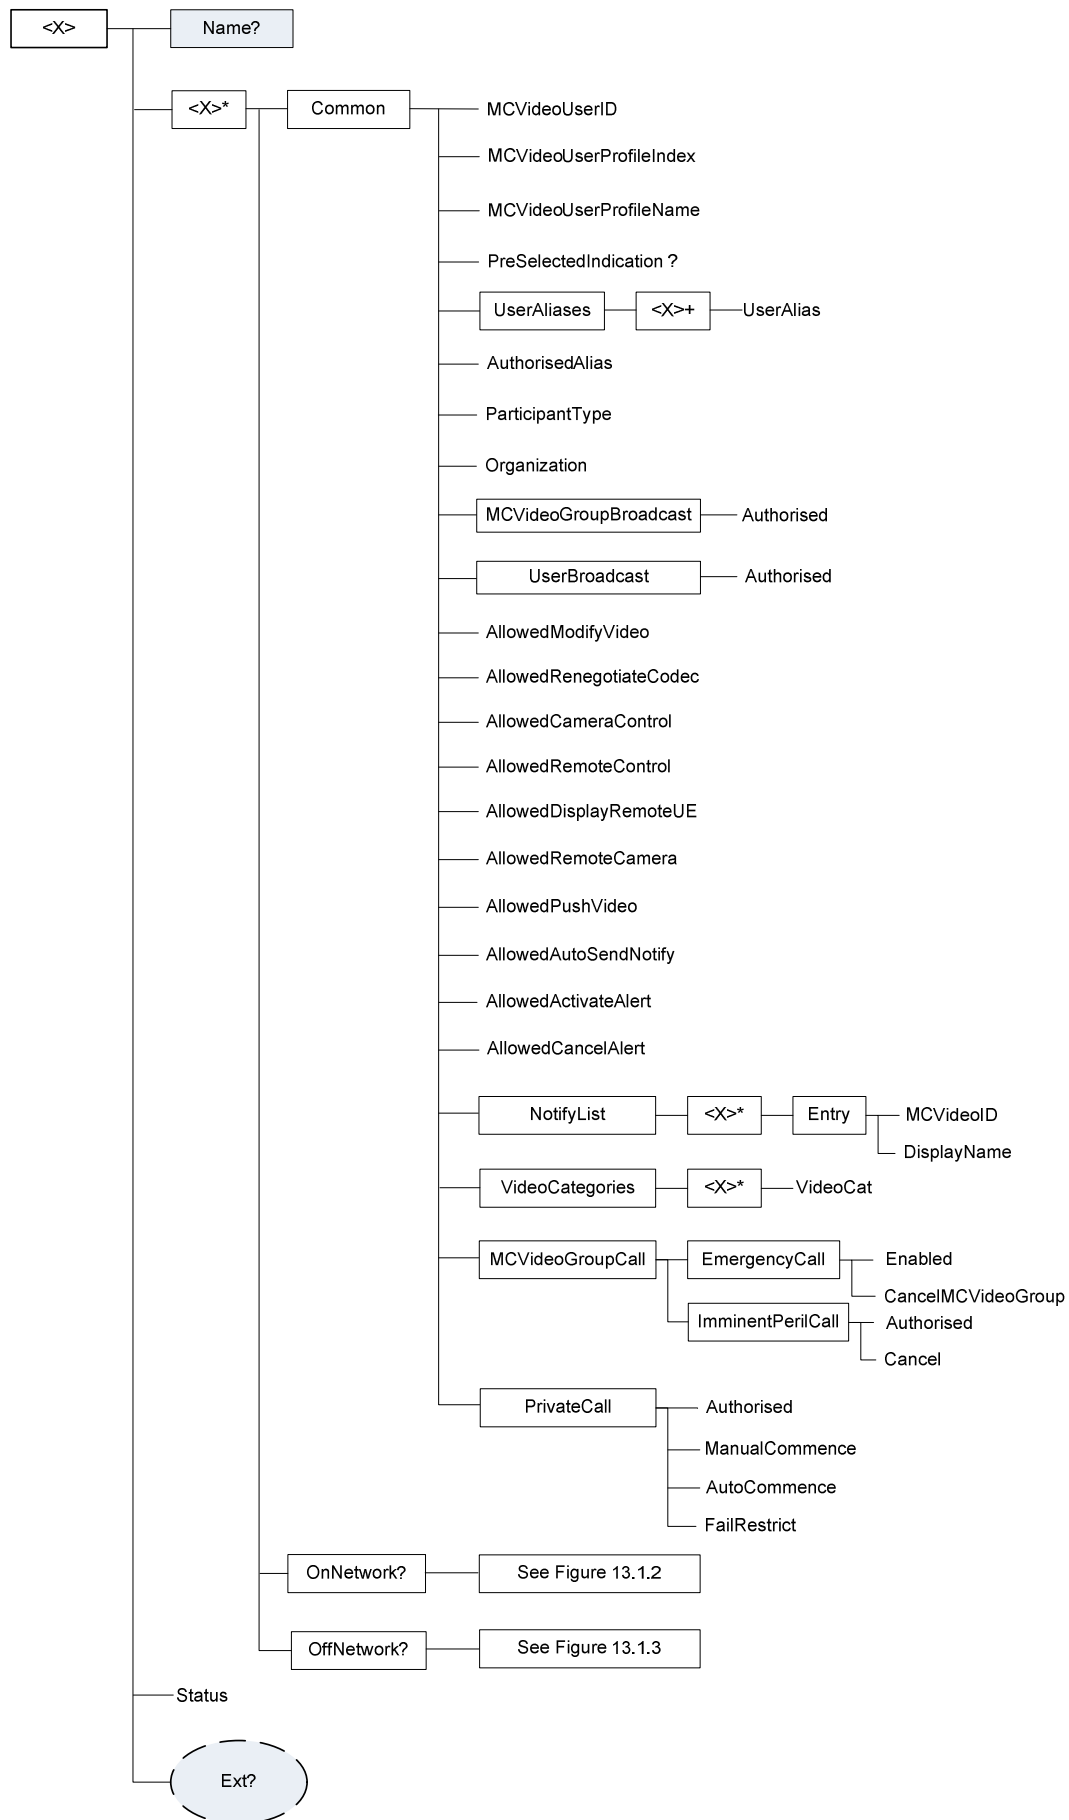 <X>
Name?
<X>*
Common
MCVideoUserID
MCVideoUserProfileIndex
MCVideoUserProfileName
PreSelectedIndication ?
UserAliases
<X>+
UserAlias
AuthorisedAlias
ParticipantType
Organization
MCVideoGroupBroadcast
Authorised
UserBroadcast
Authorised
AllowedModifyVideo
AllowedRenegotiateCodec
AllowedCameraControl
AllowedRemoteControl
AllowedDisplayRemoteUE
AllowedRemoteCamera
AllowedPushVideo
AllowedAutoSendNotify
AllowedActivateAlert
AllowedCancelAlert
NotifyList
<X>*
Entry
MCVideoID
DisplayName
VideoCategories
<X>*
VideoCat
MCVideoGroupCall
EmergencyCall
Enabled
CancelMCVideoGroup
ImminentPerilCall
Authorised
Cancel
PrivateCall
Authorised
ManualCommence
AutoCommence
FailRestrict
OnNetwork?
See Figure 13.1.2
OffNetwork?
See Figure 13.1.3
Status
Ext?